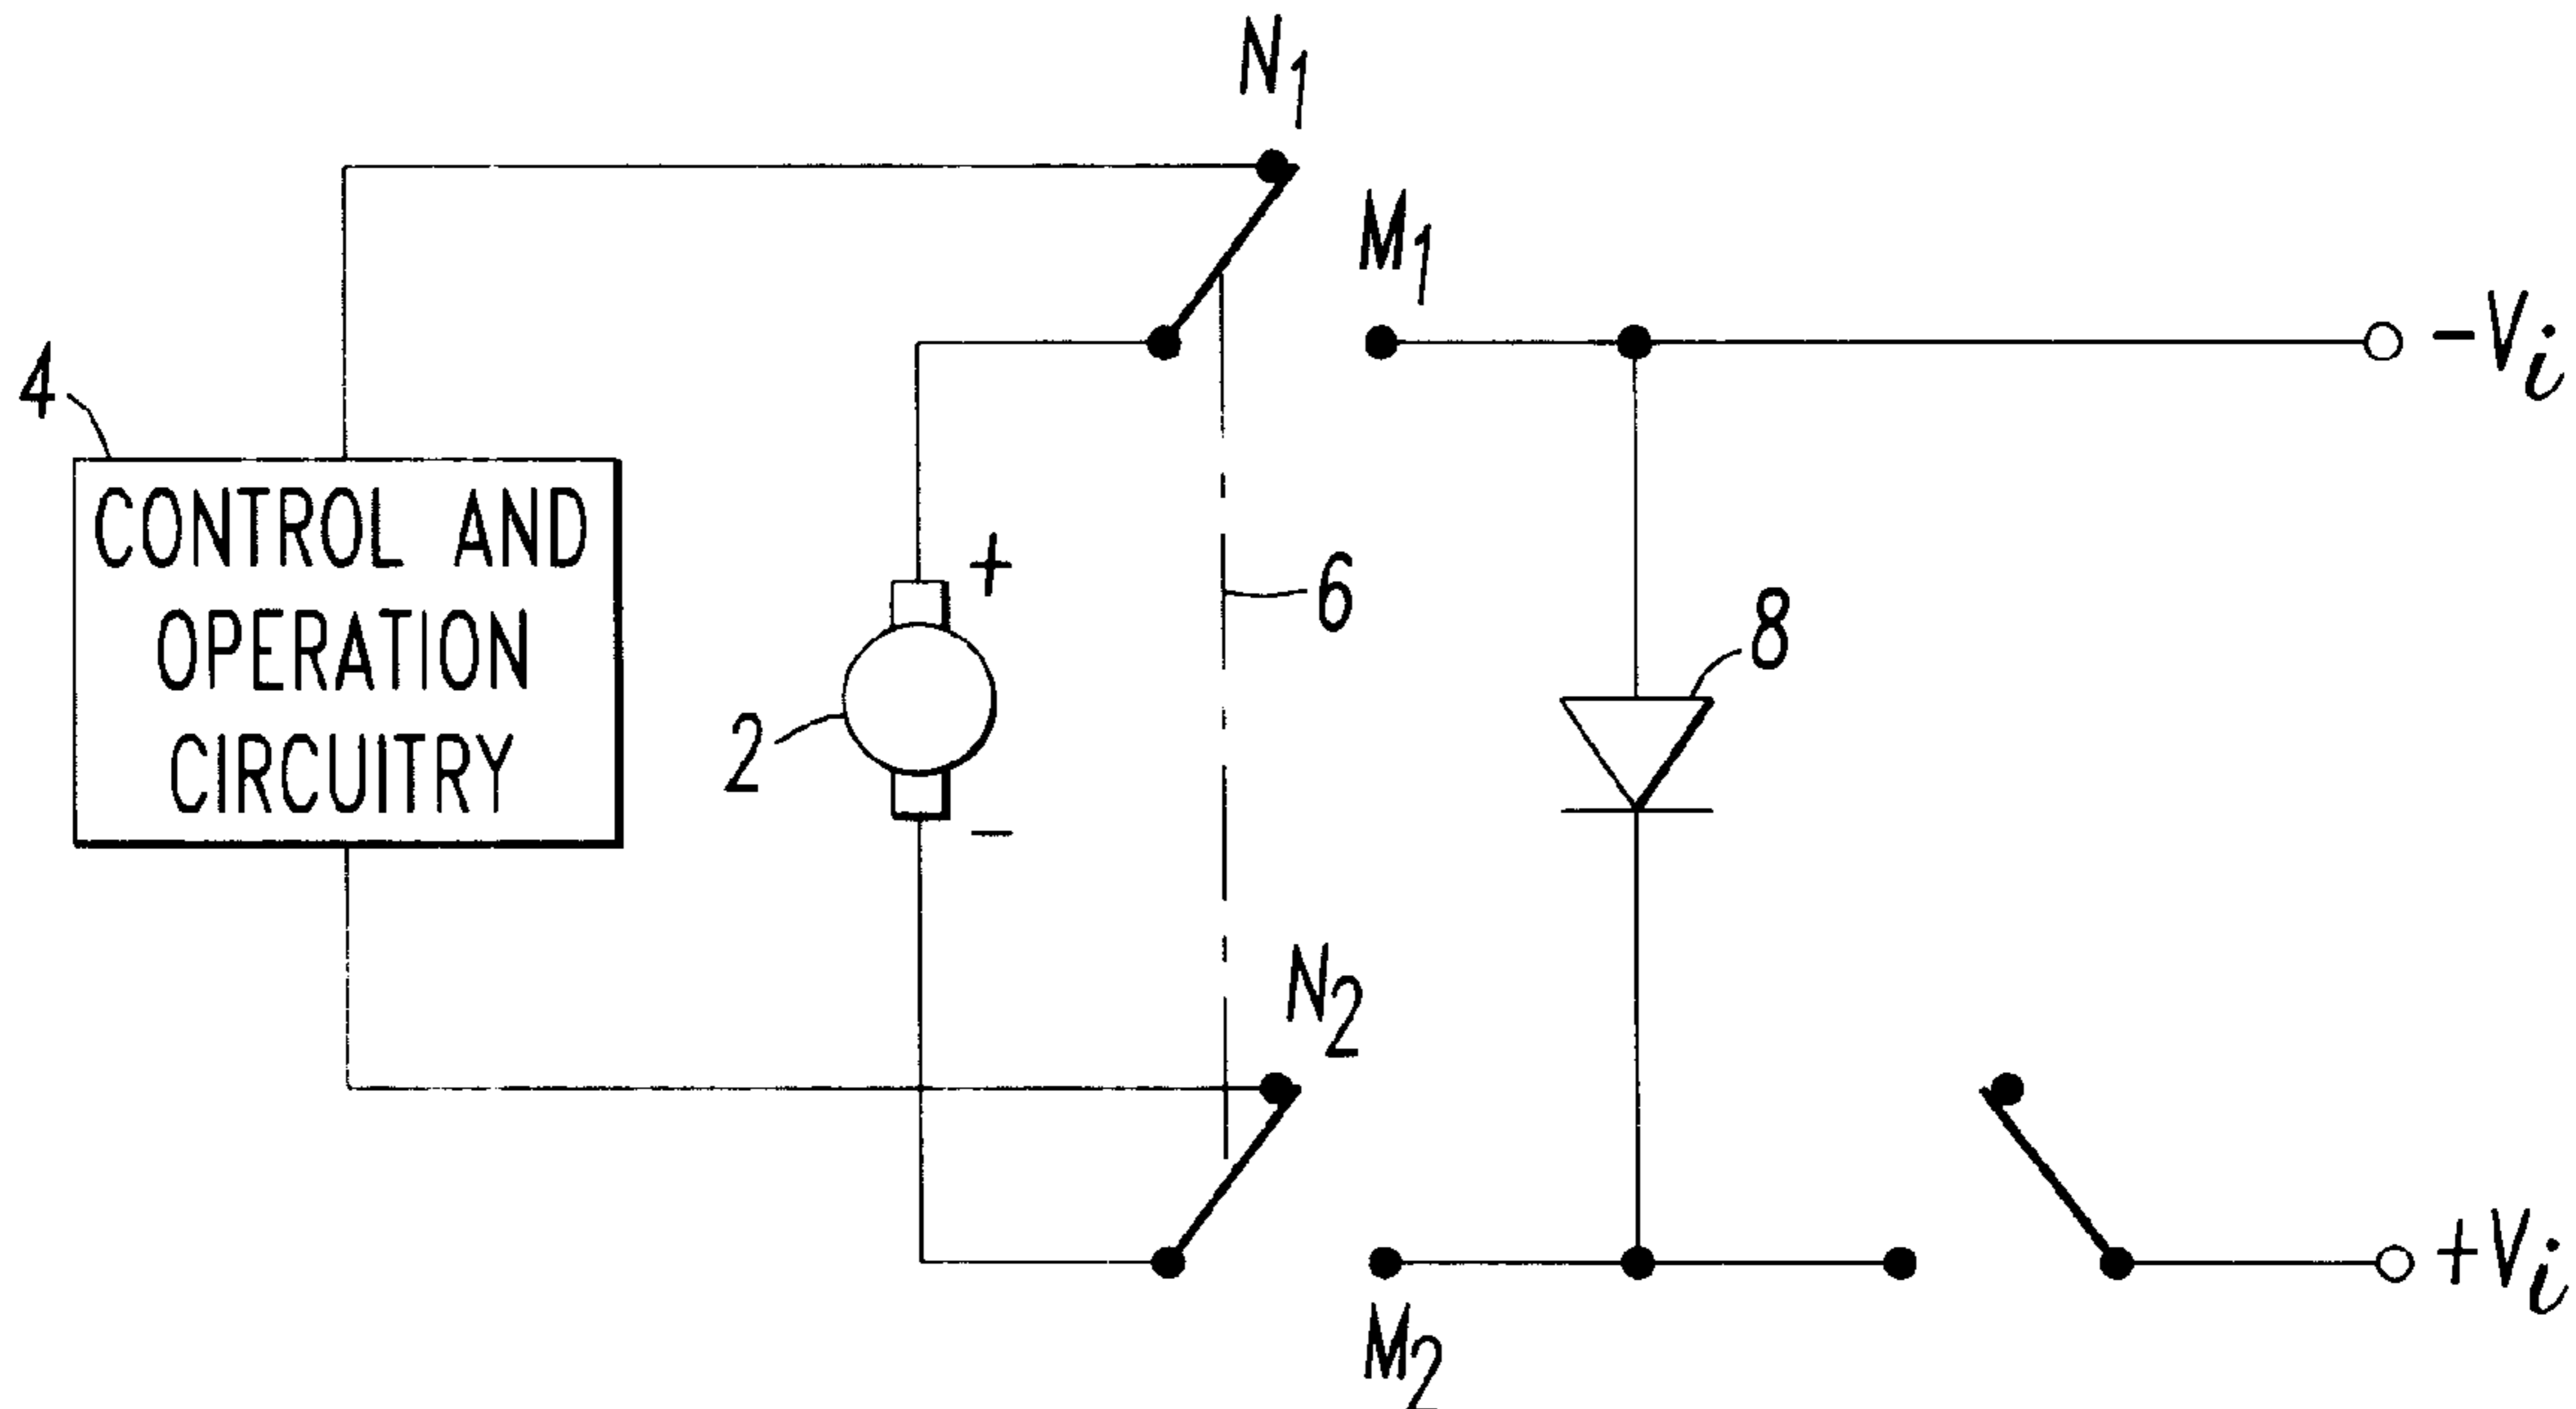 N1
M1
-Vi
4
CONTROL AND
OPERATION
CIRCUITRY
+
6
8
2
-
N2
+Vi
M2